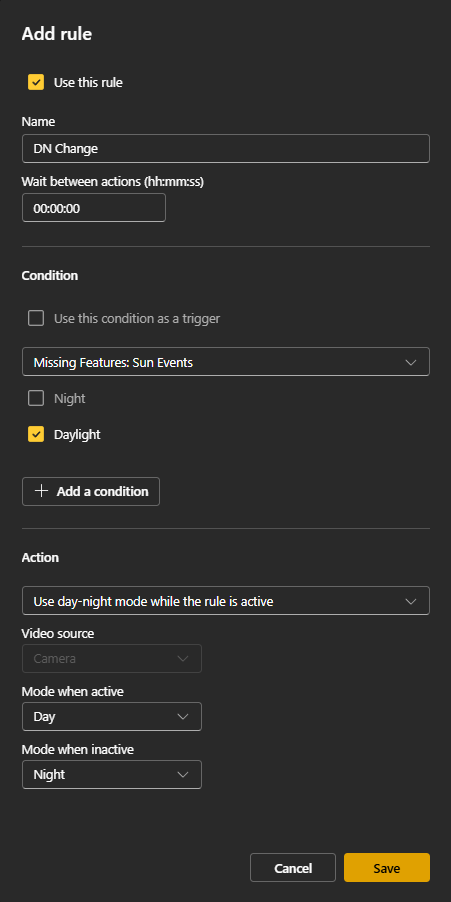 Add rule
Use this rule
Name
DN Change
Wait between actions (hh:mm:ss)
00:00:00
Condition
Use this condition as a trigger
Missing Features: Sun Events
Night
Daylight
Add a condition
Action
Use day-night mode while the rule is active
Video source
Camera
Mode when active
Day
Mode when inactive
Night
Cancel Save